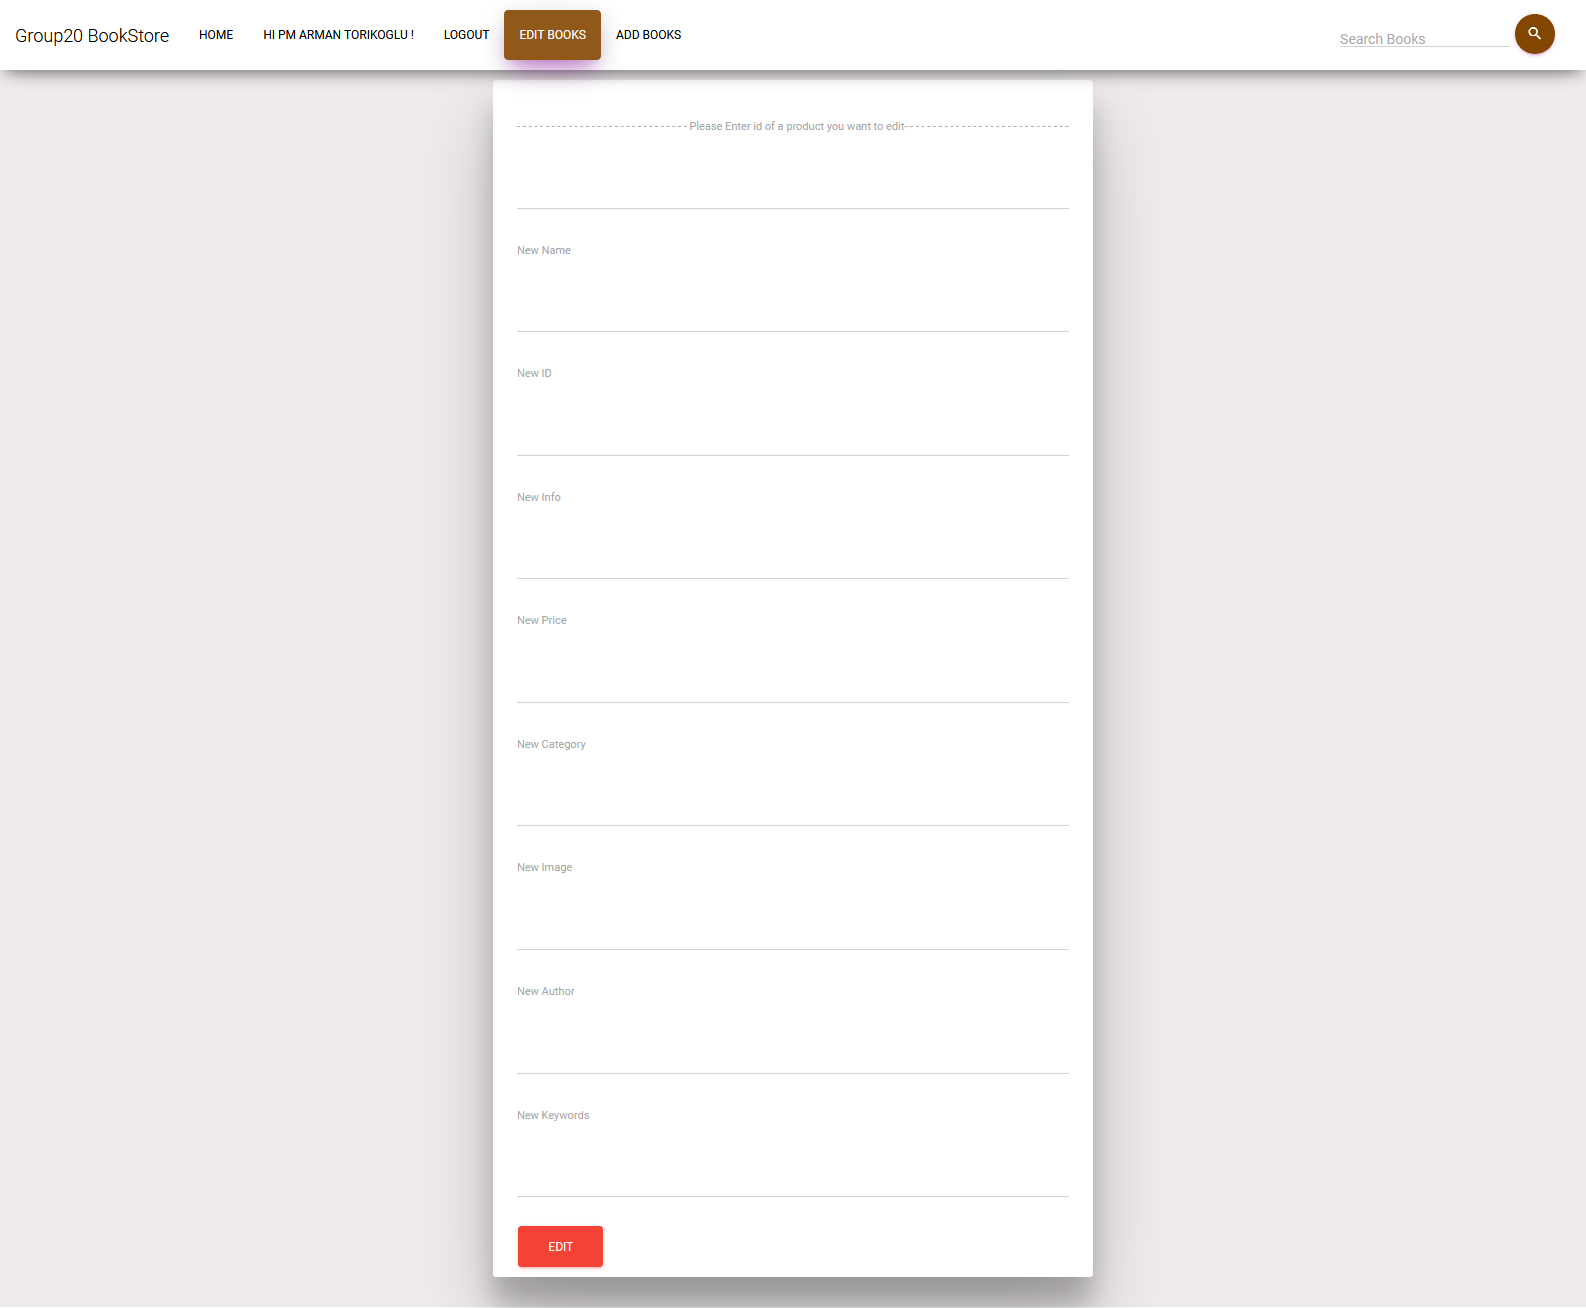 Group20 BookStore HOME HI PM ARMAN TORIKOGLU ! LOGOUT EDIT BOOKS ADD BOOKS Search Books
----------------------------- Please Enter id of a product you want to edit----------------------------
New Name
New ID
New Info
New Price
New Category
New Image
New Author
New Keywords
EDIT